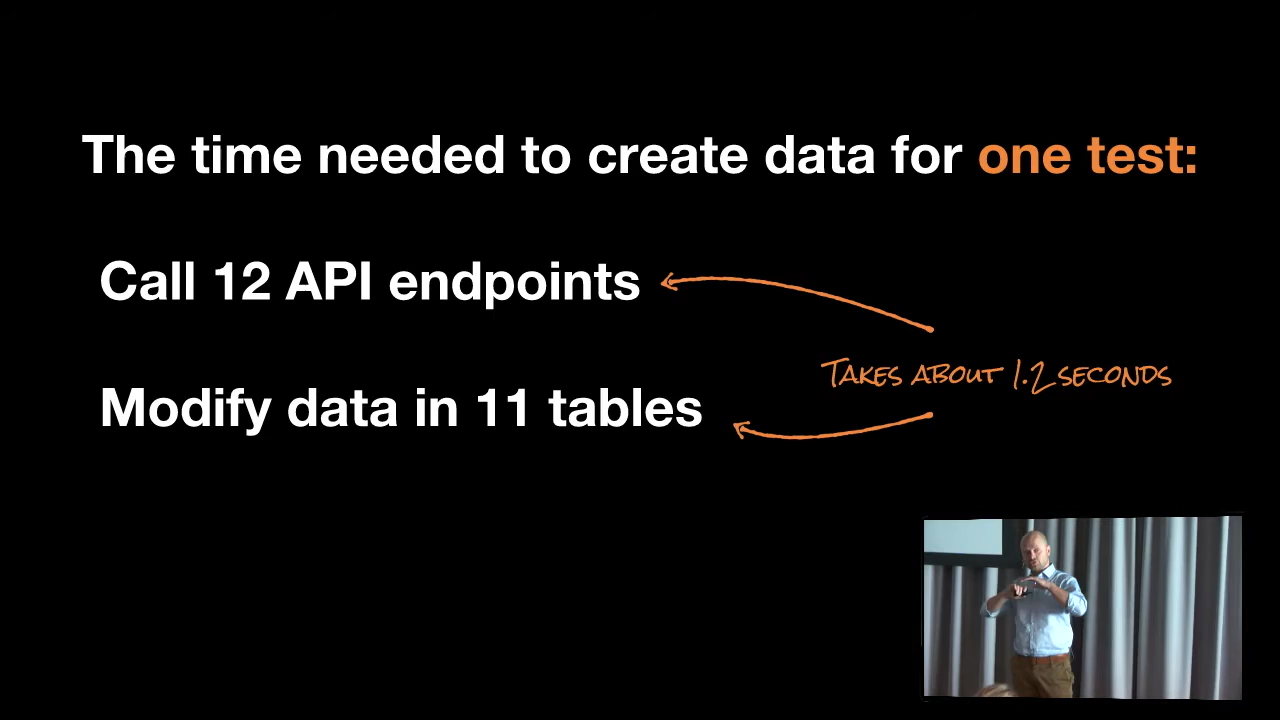 The time needed to create data for one test:
Call 12 API endpoints
Takes about 1.2 seconds
Modify data in 11 tables